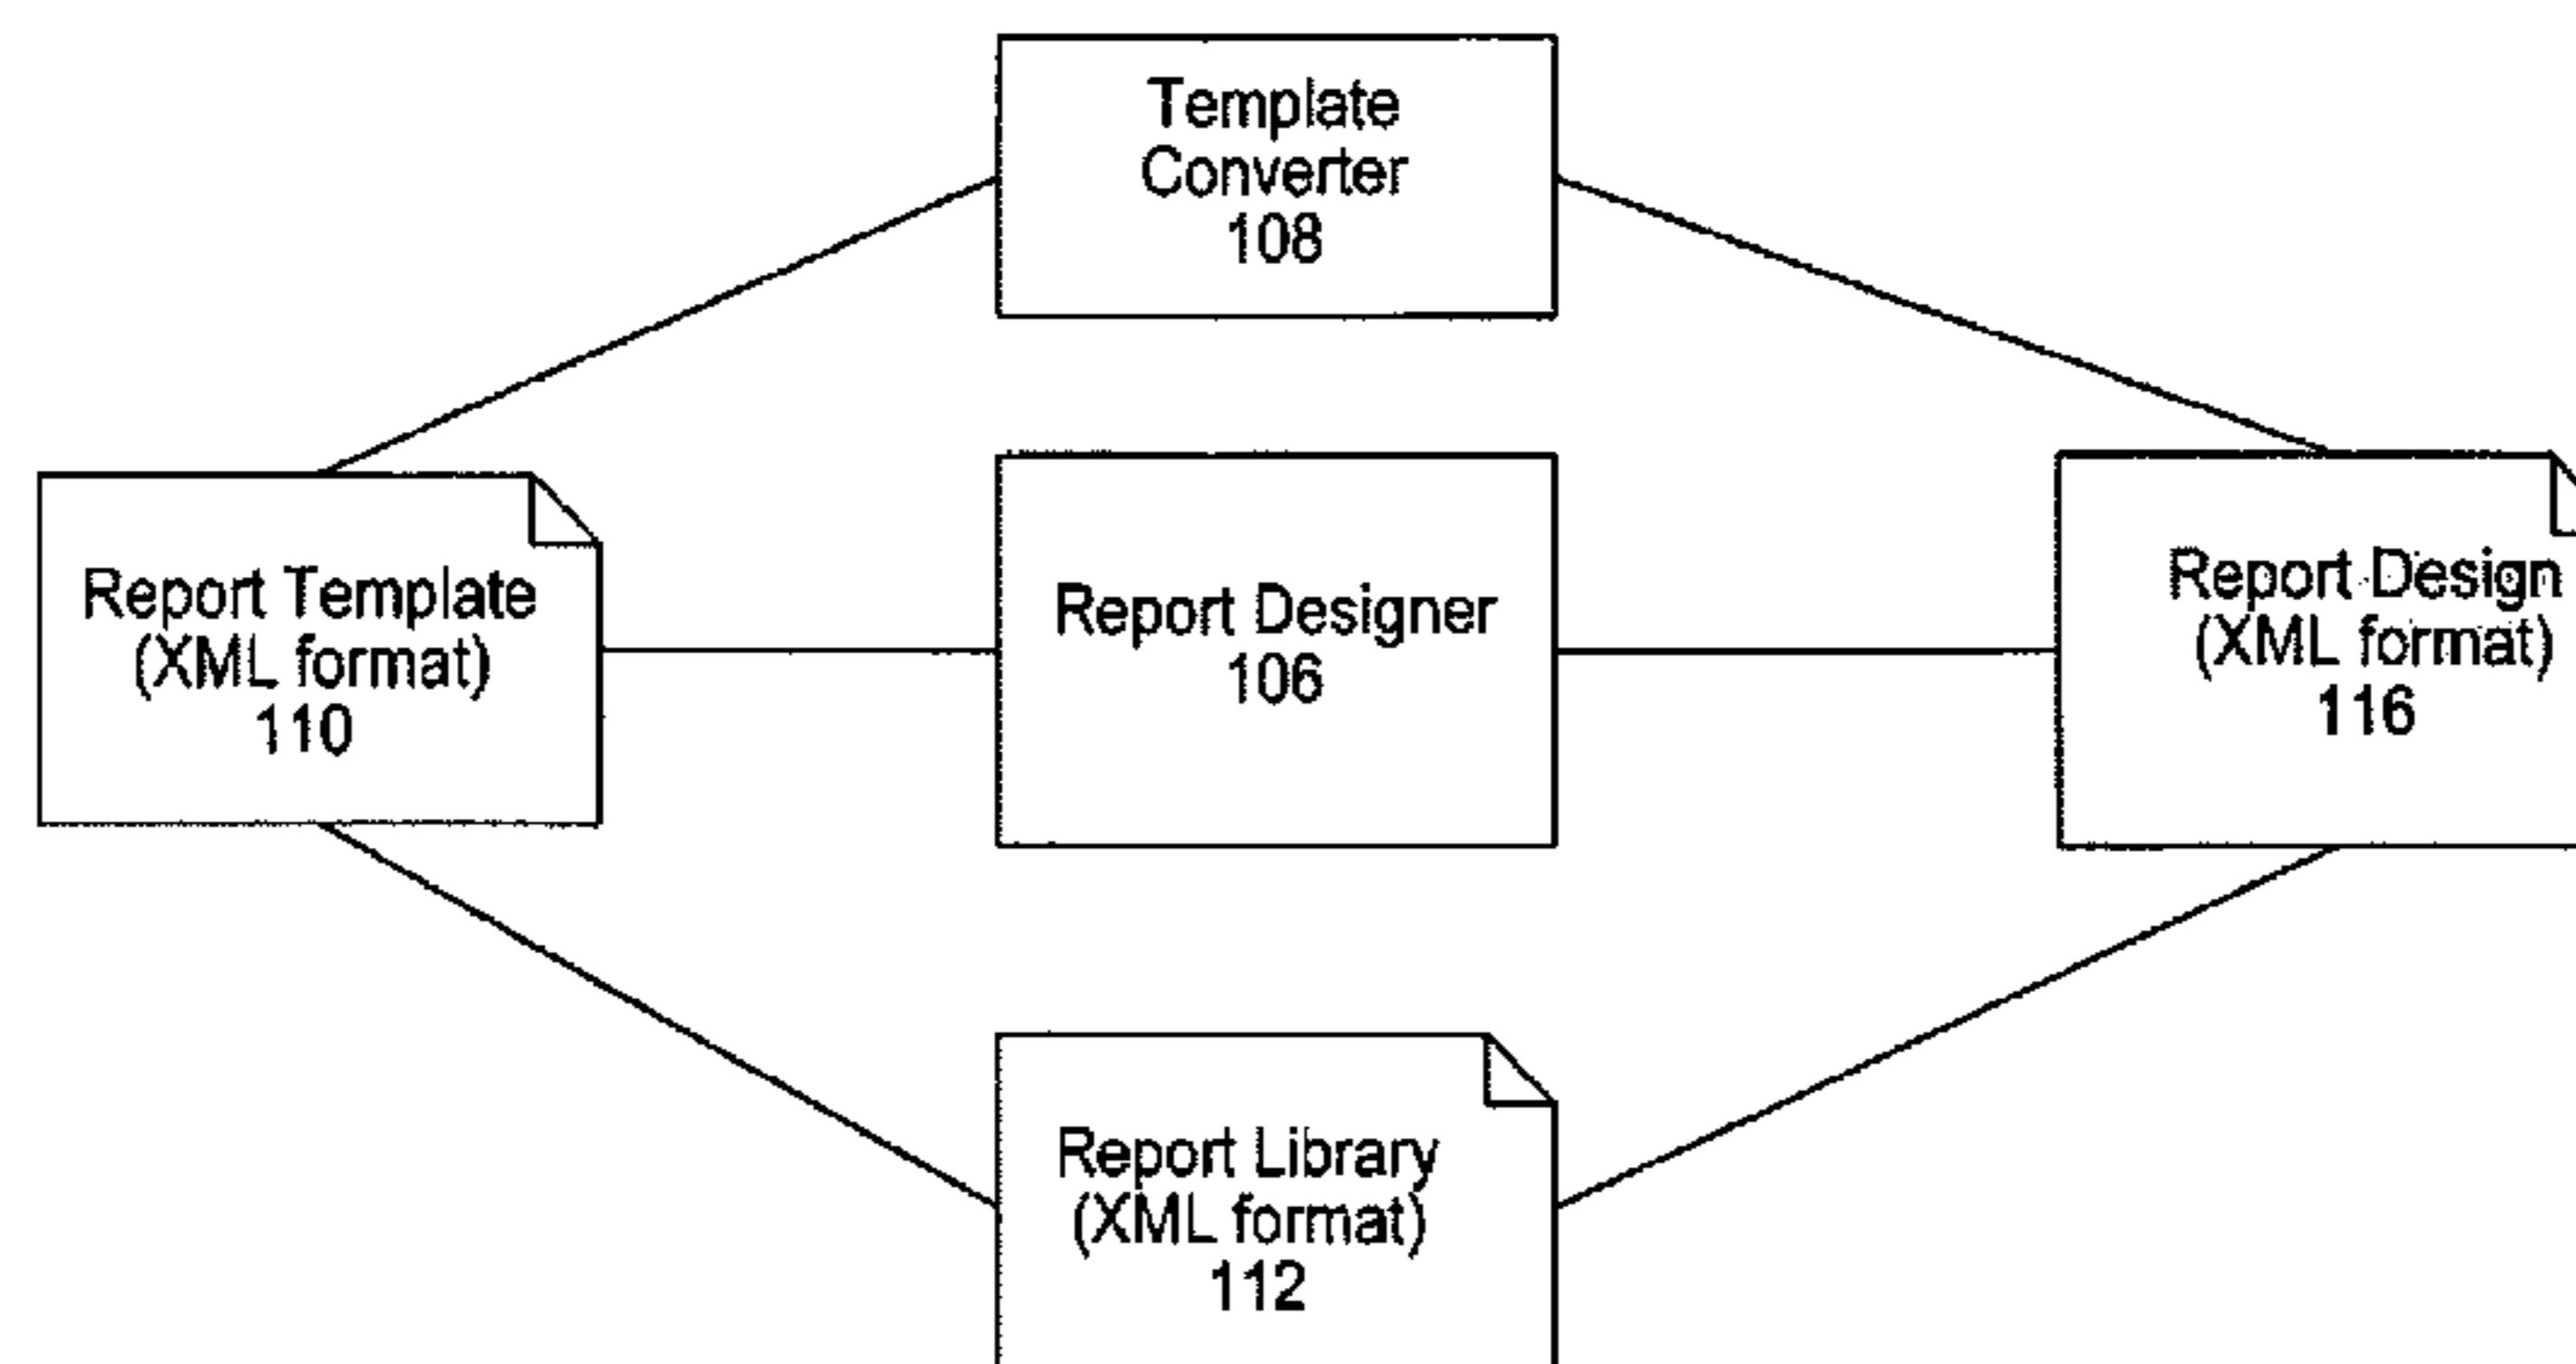 Template
Converter
108
Report Template
(XML format)
110
Report Designer
106
Report Design
(XML format)
116
Report Library
(XML format)
112